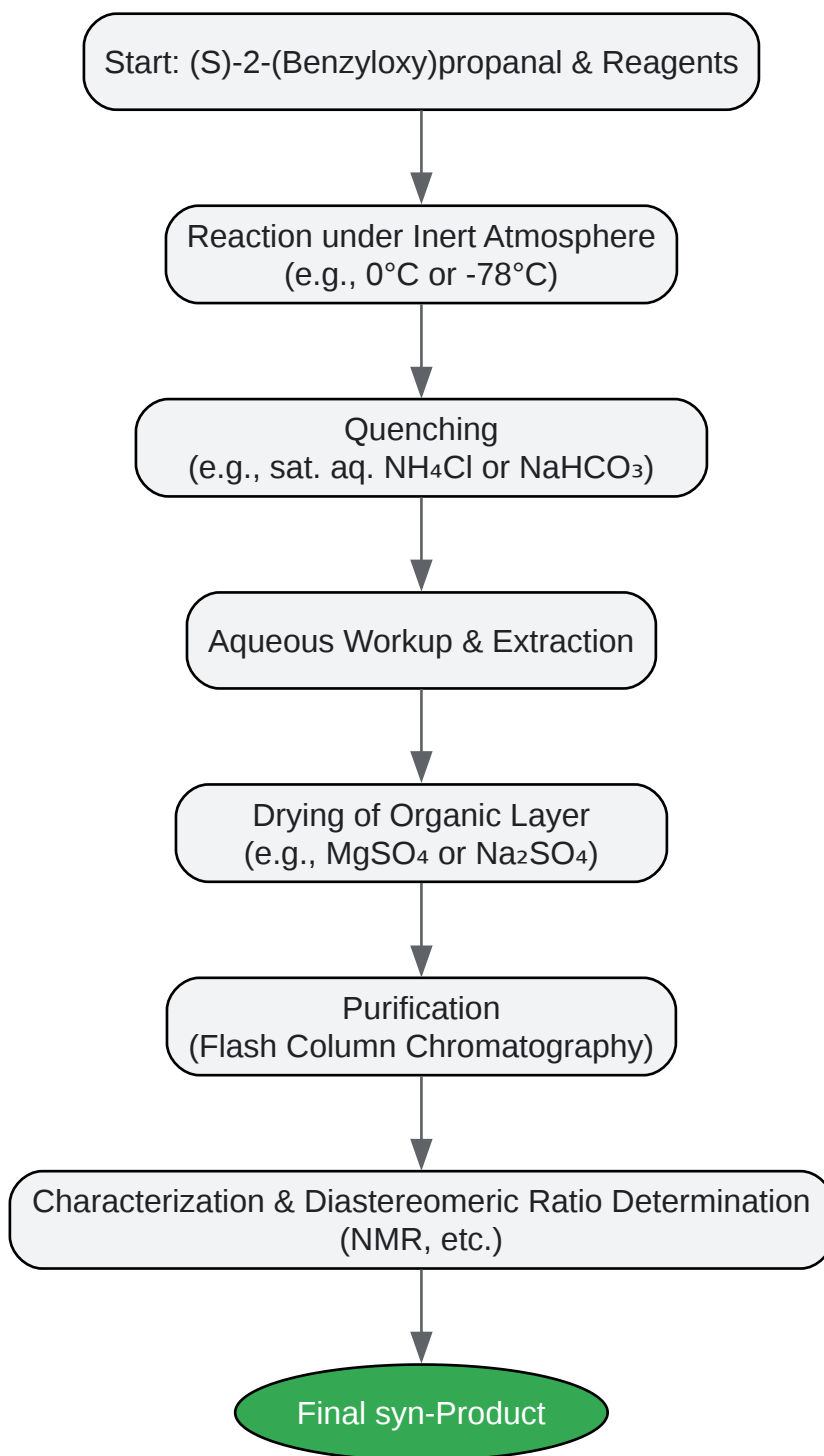 Start: (S)-2-(Benzyloxy)propanal & Reagents
Reaction under Inert Atmosphere
(e.g., 0°C or -78°C)
Quenching
(e.g., sat. aq. NH₄Cl or NaHCO₃)
Aqueous Workup & Extraction
Drying of Organic Layer
(e.g., MgSO₄ or Na₂SO₄)
Purification
(Flash Column Chromatography)
Characterization & Diastereomeric Ratio Determination
(NMR, etc.)
Final syn-Product